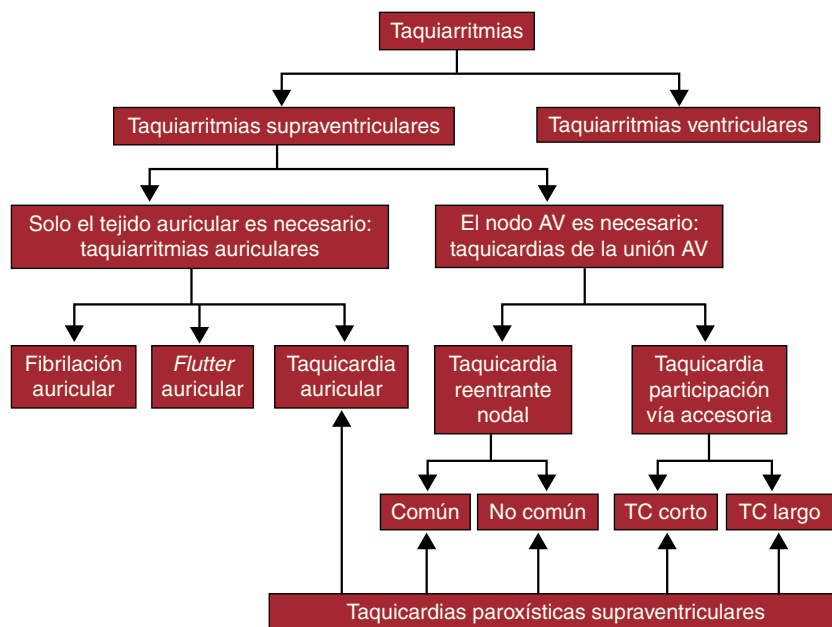 Taquiarritmias
Taquiarritmias supraventriculares
Taquiarritmias ventriculares
Solo el tejido auricular es necesario:
taquiarritmias auriculares
El nodo AV es necesario:
taquicardias de la unión AV
Fibrilación
auricular
Flutter
auricular
Taquicardia
auricular
Taquicardia
reentrante
nodal
Taquicardia
participación
vía accesoria
Común
No común
TC corto
TC largo
Taquicardias paroxísticas supraventriculares